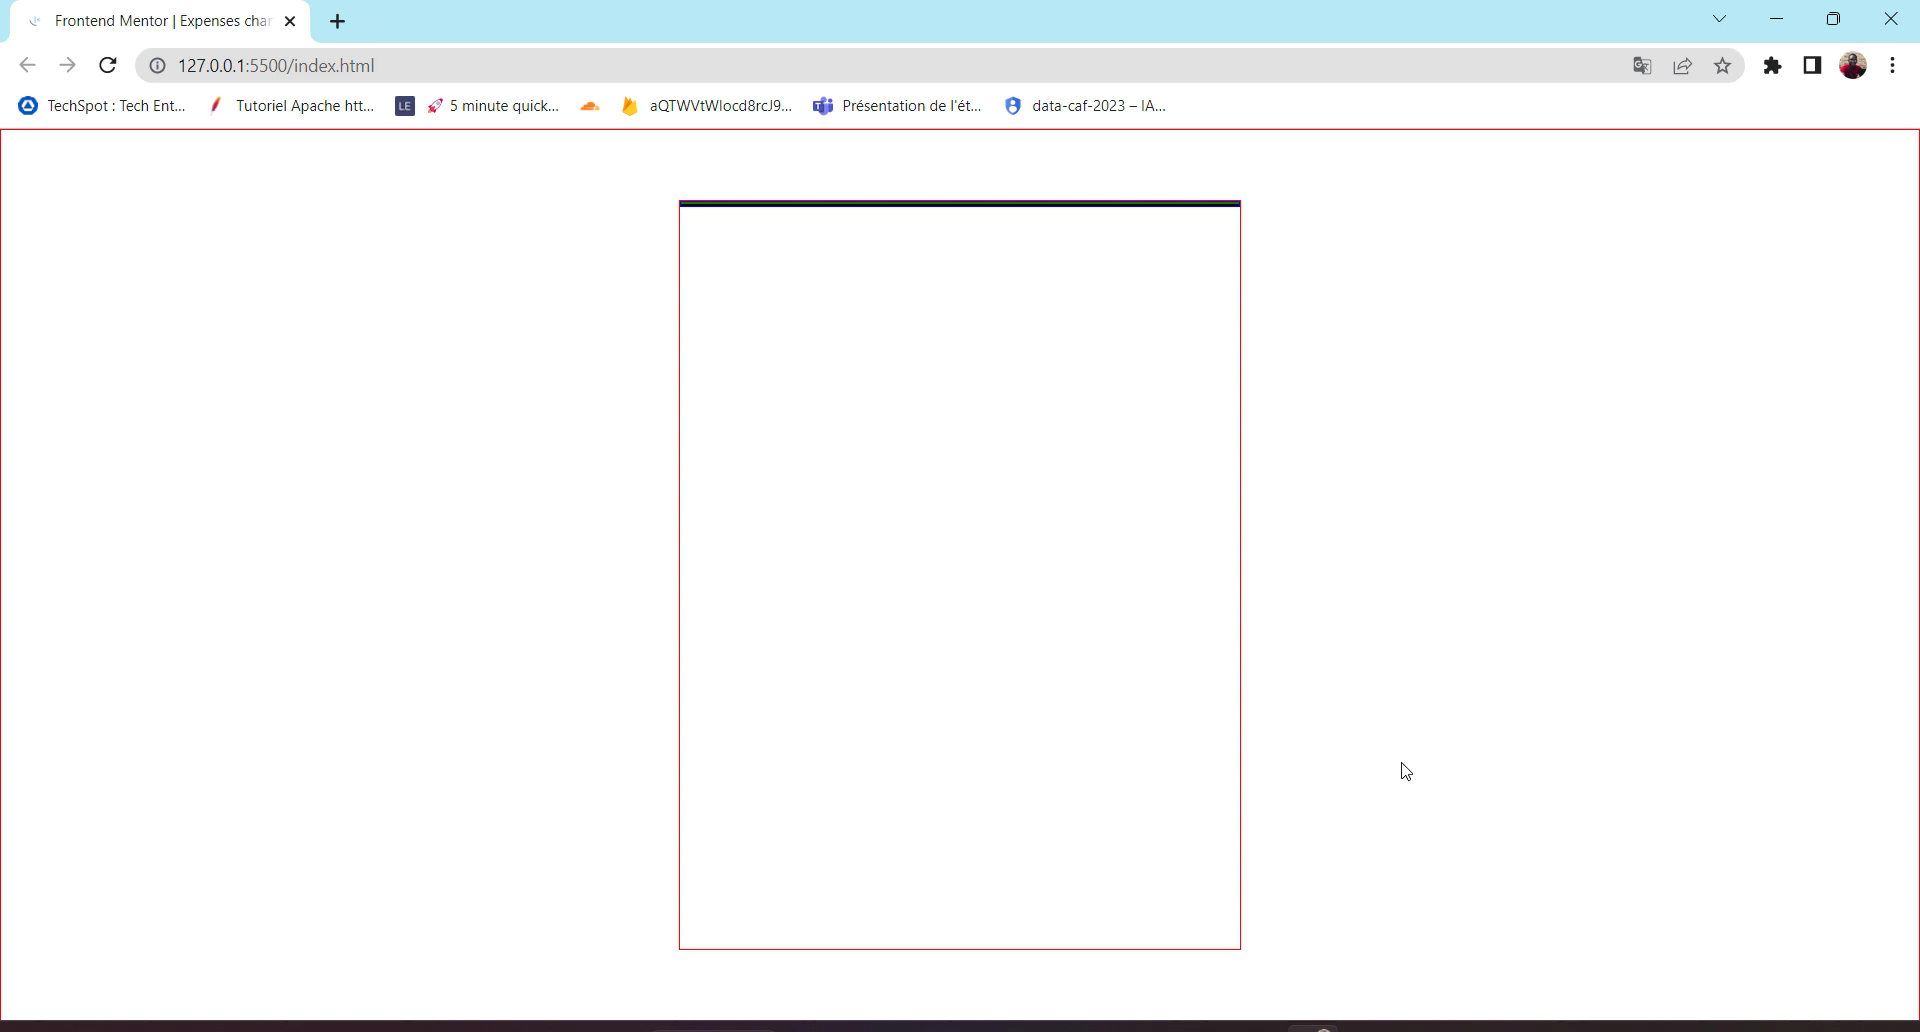 Frontend Mentor | Expenses char
127.0.0.1:5500/index.html
TechSpot : Tech Ent...
Tutoriel Apache htt...
LE
5 minute quick...
aQTWVtWlocd8rcJ9...
Présentation de l'ét...
data-caf-2023 – IA...